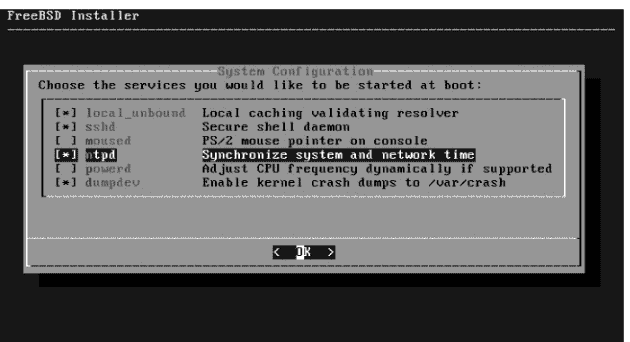 FreeBSD Installer
System Configuration
Choose the services you would like to be started at boot:
[*] local_unbound Local caching validating resolver
[*] sshd Secure shell daemon
[ ] moused PS/2 mouse pointer on console
[*] ntpd Synchronize system and network time
[ ] powerd Adjust CPU frequency dynamically if supported
[*] dumpdev Enable kernel crash dumps to /var/crash
< OK >